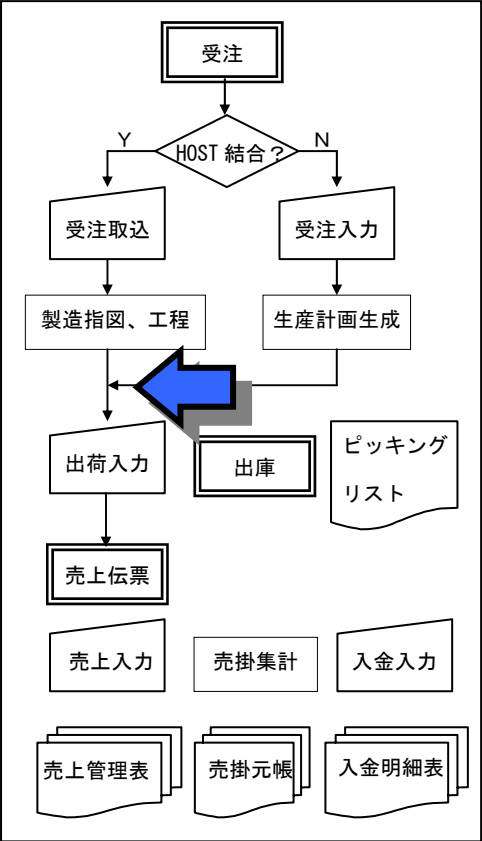 受注
HOST 結合？
Y
N
受注取込
受注入力
製造指図、工程
生産計画生成
出荷入力
出庫
ピッキング
リスト
売上伝票
売上入力
売掛集計
入金入力
売上管理表
売掛元帳
入金明細表